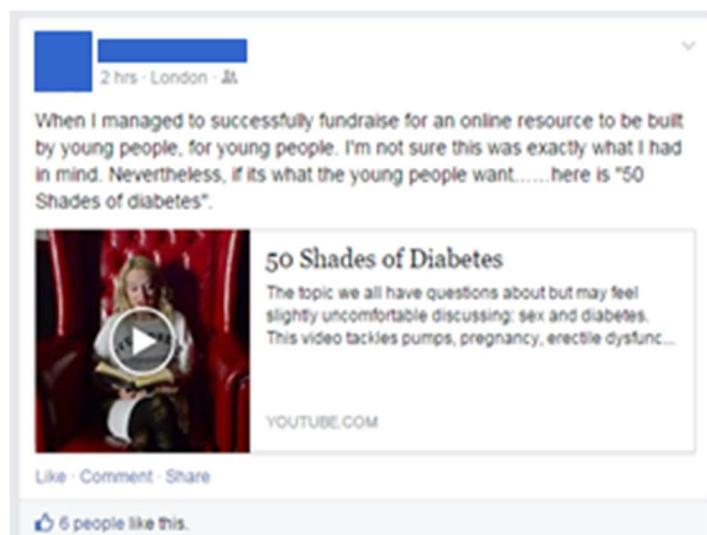 2 hrs · London ·
When I managed to successfully fundraise for an online resource to be built
by young people, for young people. I'm not sure this was exactly what I had
in mind. Nevertheless, if its what the young people want......here is "50
Shades of diabetes".
50 Shades of Diabetes
The topic we all have questions about but may feel
slightly uncomfortable discussing: sex and diabetes.
This video tackles pumps, pregnancy, erectile dysfunc...
YOUTUBE.COM
Like · Comment · Share
6 people like this.